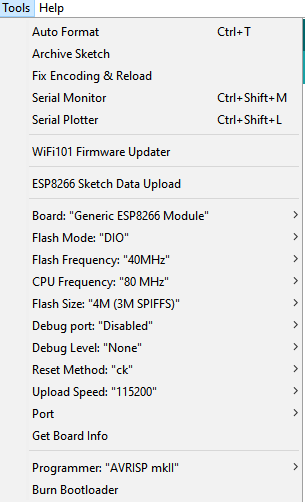 Tools Help
Auto Format Ctrl+T
Archive Sketch
Fix Encoding & Reload
Serial Monitor Ctrl+Shift+M
Serial Plotter Ctrl+Shift+L
WiFi101 Firmware Updater
ESP8266 Sketch Data Upload
Board: "Generic ESP8266 Module"
Flash Mode: "DIO"
Flash Frequency: "40MHz"
CPU Frequency: "80 MHz"
Flash Size: "4M (3M SPIFFS)"
Debug port: "Disabled"
Debug Level: "None"
Reset Method: "ck"
Upload Speed: "115200"
Port
Get Board Info
Programmer: "AVRISP mkII"
Burn Bootloader